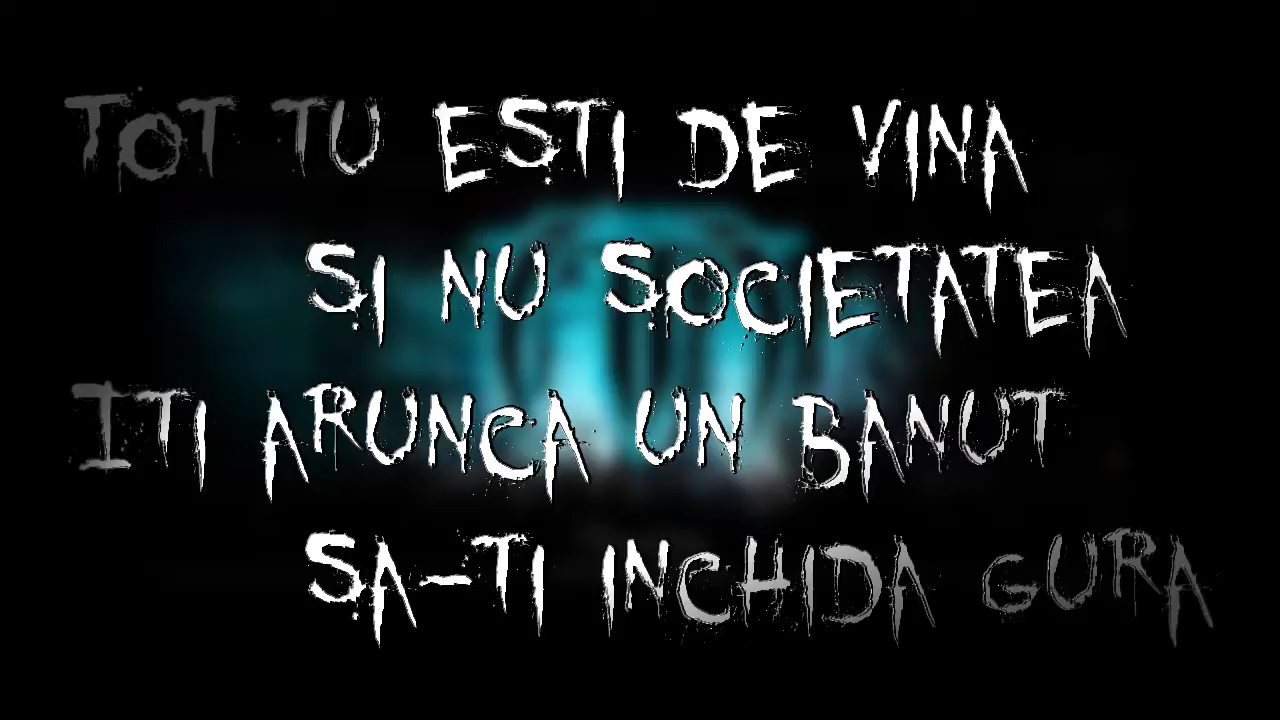 TOT TU ESTI DE VINA
SI NU SOCIETATEA
ITI ARUNCA UN BANUT
SA-TI INCHIDA GURA